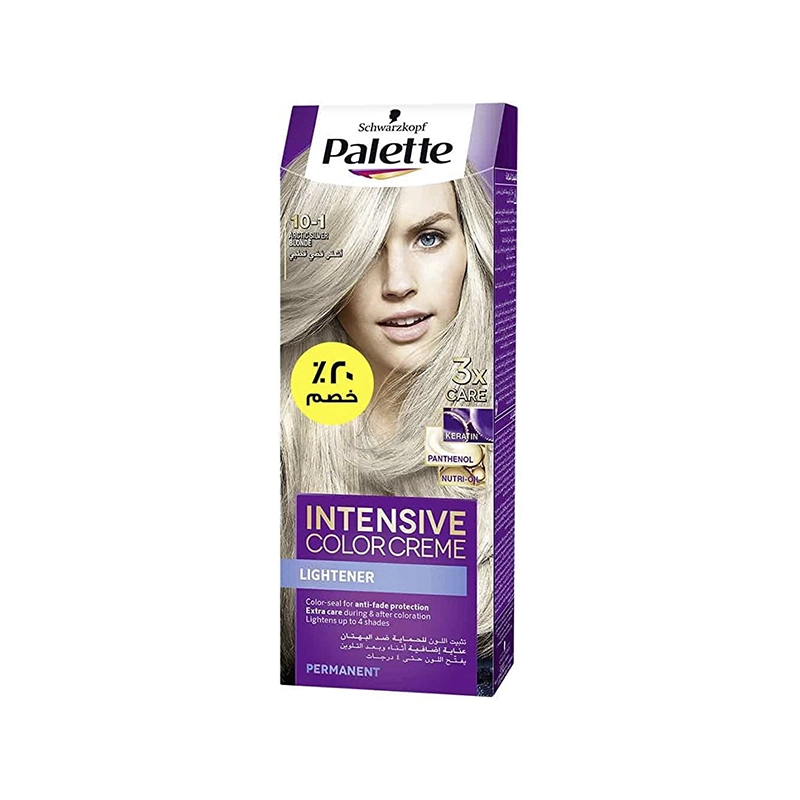 Schwarzkopf
Palette
10-1
ARCTIC SILVER
BLONDE
أشقر فضي قطبي
٪٢٠
خصم
3x
CARE
KERATIN
PANTHENOL
NUTRI-OIL
INTENSIVE
COLOR CREME
LIGHTENER
Color-seal for anti-fade protection
Extra care during & after coloration
Lightens up to 4 shades
تثبيت اللون للحماية ضد البهتان
عناية إضافية أثناء وبعد التلوين
يفتّح اللون حتى ٤ درجات
PERMANENT